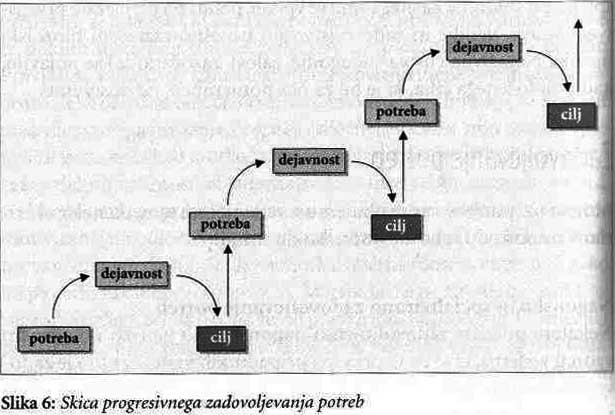 dejavnost
potreba
cilj
dejavnost
potreba
cilj
dejavnost
potreba
cilj
Slika 6: Skica progresivnega zadovoljevanja potreb